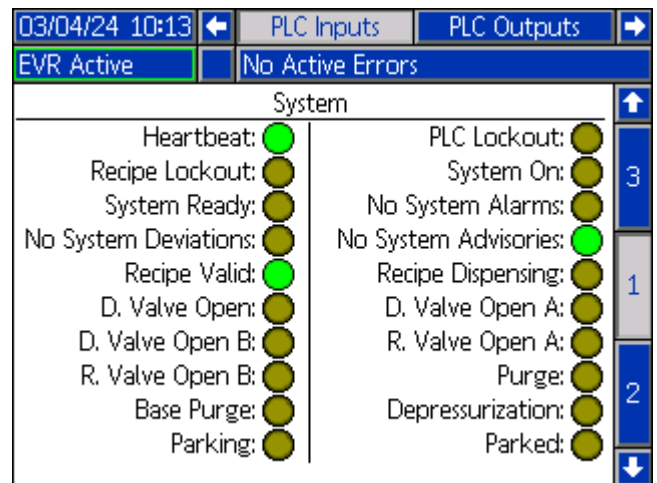 03/04/24 10:13 PLC Inputs PLC Outputs
EVR Active No Active Errors
System
Heartbeat: PLC Lockout:
Recipe Lockout: System On: 3
System Ready: No System Alarms:
No System Deviations: No System Advisories:
Recipe Valid: Recipe Dispensing: 1
D. Valve Open: D. Valve Open A:
D. Valve Open B: R. Valve Open A:
R. Valve Open B: Purge: 2
Base Purge: Depressurization:
Parking: Parked: